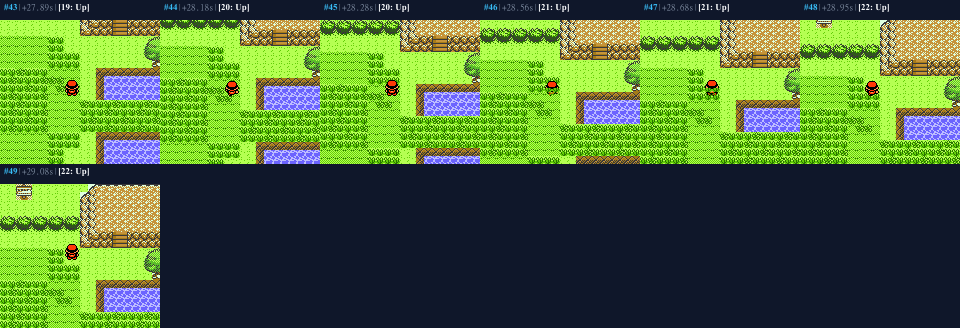 #43|+27.89s|[19: Up]
#44|+28.18s|[20: Up]
#45|+28.28s|[20: Up]
#46|+28.56s|[21: Up]
#47|+28.68s|[21: Up]
#48|+28.95s|[22: Up]
#49|+29.08s|[22: Up]